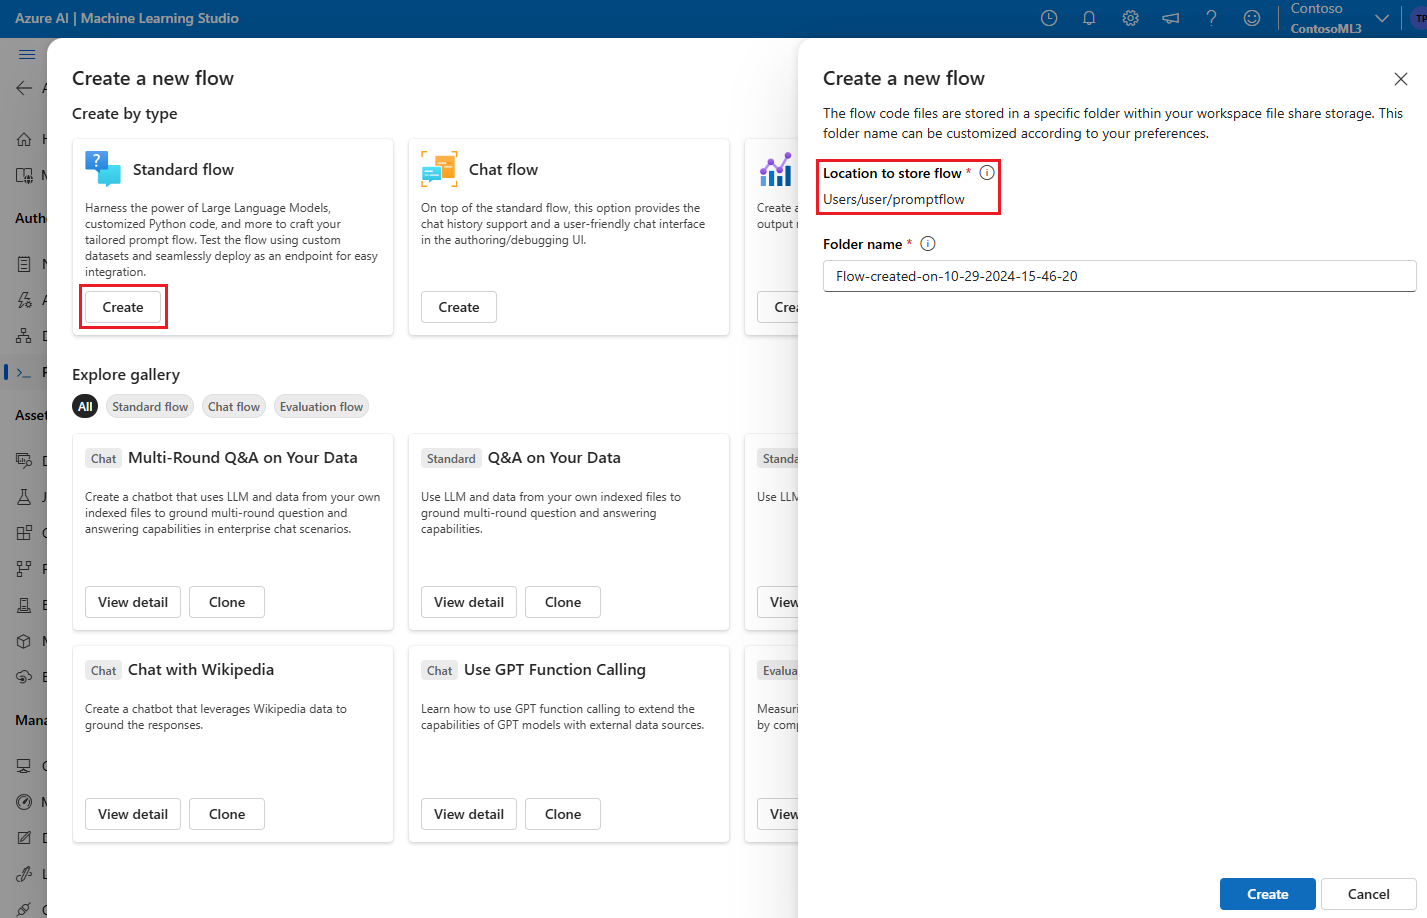 Azure AI | Machine Learning Studio
Contoso
ContosoML3
TP
Create a new flow
Create by type
Standard flow
Harness the power of Large Language Models,
customized Python code, and more to craft your
tailored prompt flow. Test the flow using custom
datasets and seamlessly deploy as an endpoint for easy
integration.
Create
Chat flow
On top of the standard flow, this option provides the
chat history support and a user-friendly chat interface
in the authoring/debugging UI.
Create
Create
output
Explore gallery
All
Standard flow
Chat flow
Evaluation flow
Chat
Multi-Round Q&A on Your Data
Create a chatbot that uses LLM and data from your own
indexed files to ground multi-round question and
answering capabilities in enterprise chat scenarios.
View detail
Clone
Standard
Q&A on Your Data
Use LLM and data from your own indexed files to
ground multi-round question and answering
capabilities.
View detail
Clone
Use LLM
View
Chat
Chat with Wikipedia
Create a chatbot that leverages Wikipedia data to
ground the responses.
View detail
Clone
Chat
Use GPT Function Calling
Learn how to use GPT function calling to extend the
capabilities of GPT models with external data sources.
View detail
Clone
by
View
Create a new flow
The flow code files are stored in a specific folder within your workspace file share storage. This
folder name can be customized according to your preferences.
Location to store flow *
Users/user/promptflow
Folder name *
Flow-created-on-10-29-2024-15-46-20
Create
Cancel